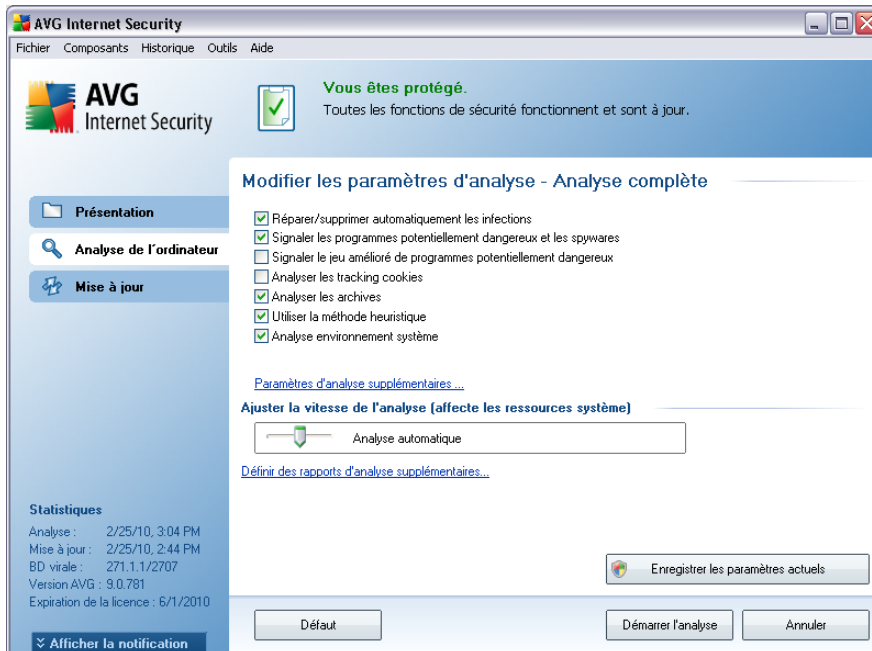 AVG Internet Security
Fichier Composants Historique Outils Aide
AVG
Internet Security
Vous êtes protégé.
Toutes les fonctions de sécurité fonctionnent et sont à jour.
Présentation
Analyse de l'ordinateur
Mise à jour
Modifier les paramètres d'analyse - Analyse complète
Réparer/supprimer automatiquement les infections
Signaler les programmes potentiellement dangereux et les spywares
Signaler le jeu amélioré de programmes potentiellement dangereux
Analyser les tracking cookies
Analyser les archives
Utiliser la méthode heuristique
Analyse environnement système
Paramètres d'analyse supplémentaires ...
Ajuster la vitesse de l'analyse (affecte les ressources système)
Analyse automatique
Définir des rapports d'analyse supplémentaires...
Statistiques
Analyse : 2/25/10, 3:04 PM
Mise à jour : 2/25/10, 2:44 PM
BD virale : 271.1.1/2707
Version AVG : 9.0.781
Expiration de la licence : 6/1/2010
Afficher la notification
Enregistrer les paramètres actuels
Défaut
Démarrer l'analyse
Annuler